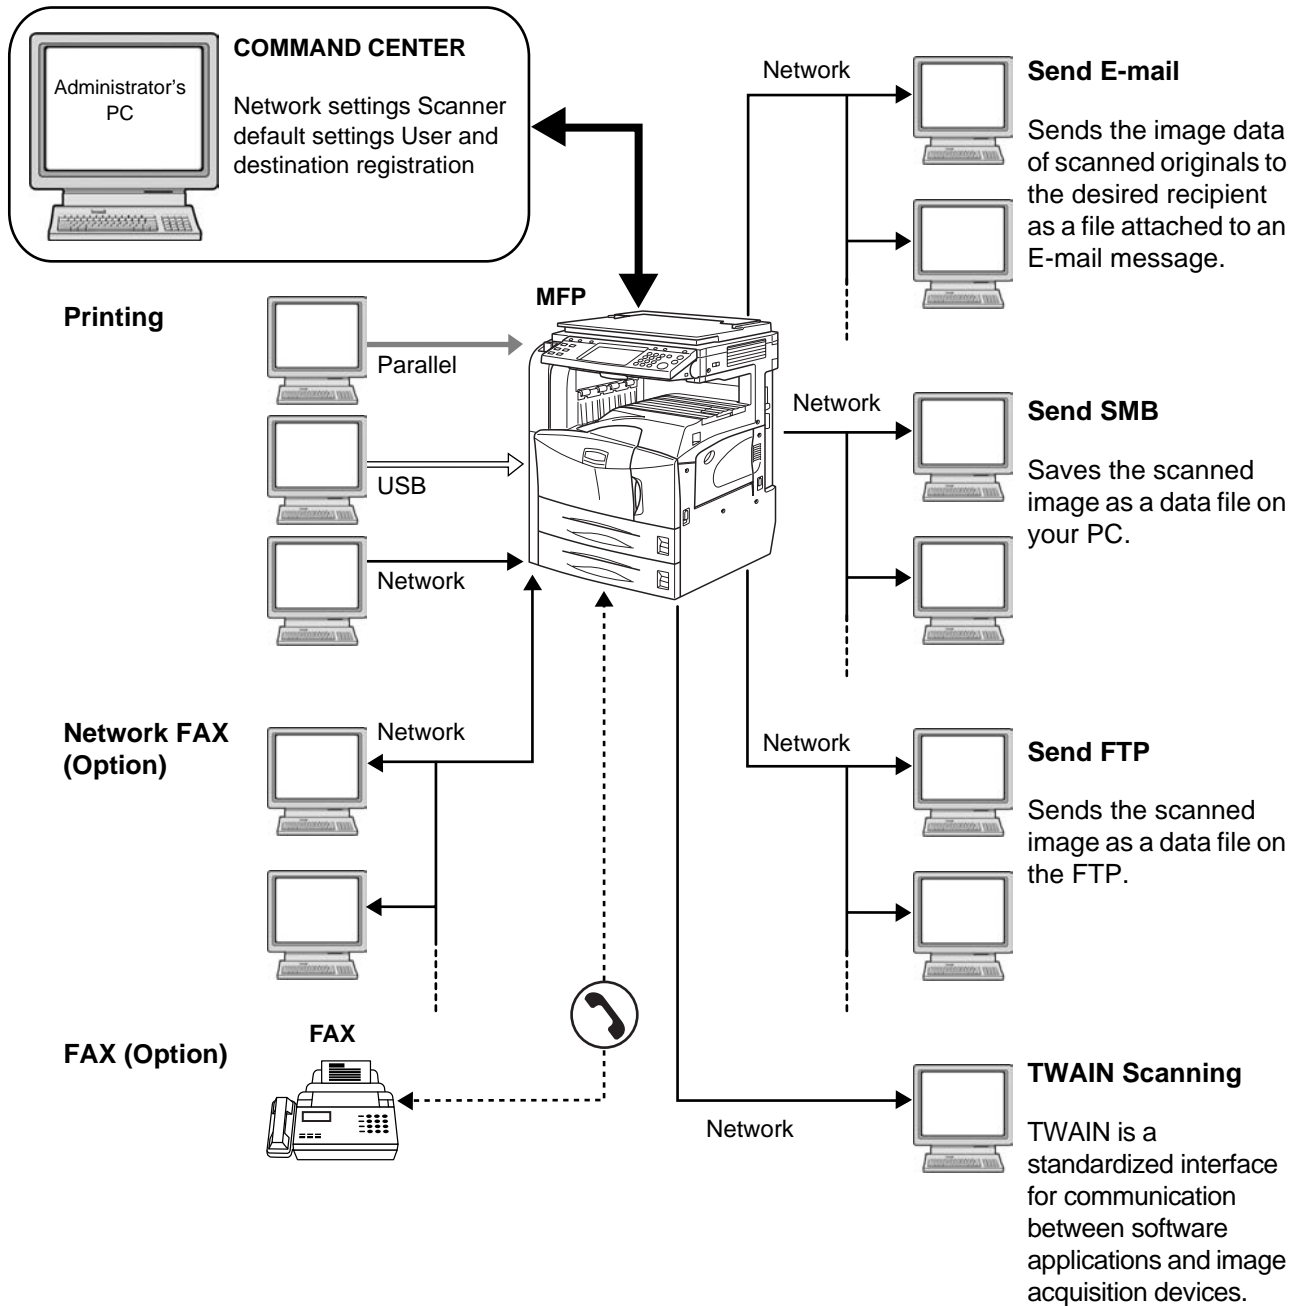 COMMAND CENTER
Administrator's
PC
Network settings Scanner
default settings User and
destination registration
Network
Send E-mail
Sends the image data
of scanned originals to
the desired recipient
as a file attached to an
E-mail message.
MFP
Printing
Parallel
USB
Network
Network
Send SMB
Saves the scanned
image as a data file on
your PC.
Network FAX
(Option)
Network
Network
Send FTP
Sends the scanned
image as a data file on
the FTP.
FAX (Option)
FAX
Network
TWAIN Scanning
TWAIN is a
standardized interface
for communication
between software
applications and image
acquisition devices.